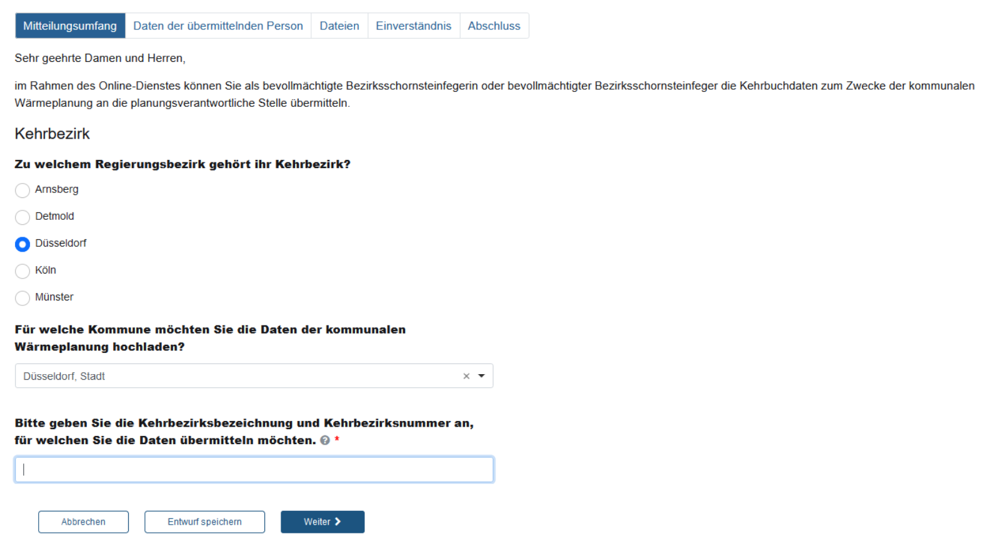 Mitteilungsumfang Daten der übermittelnden Person Dateien Einverständnis Abschluss
Sehr geehrte Damen und Herren,
im Rahmen des Online-Dienstes können Sie als bevollmächtigte Bezirksschornsteinfegerin oder bevollmächtigter Bezirksschornsteinfeger die Kehrbuchdaten zum Zwecke der kommunalen
Wärmeplanung an die planungsverantwortliche Stelle übermitteln.
Kehrbezirk
Zu welchem Regierungsbezirk gehört ihr Kehrbezirk?
Arnsberg
Detmold
Düsseldorf
Köln
Münster
Für welche Kommune möchten Sie die Daten der kommunalen
Wärmeplanung hochladen?
Düsseldorf, Stadt
Bitte geben Sie die Kehrbezirksbezeichnung und Kehrbezirksnummer an,
für welchen Sie die Daten übermitteln möchten. ? *
Abbrechen Entwurf speichern Weiter